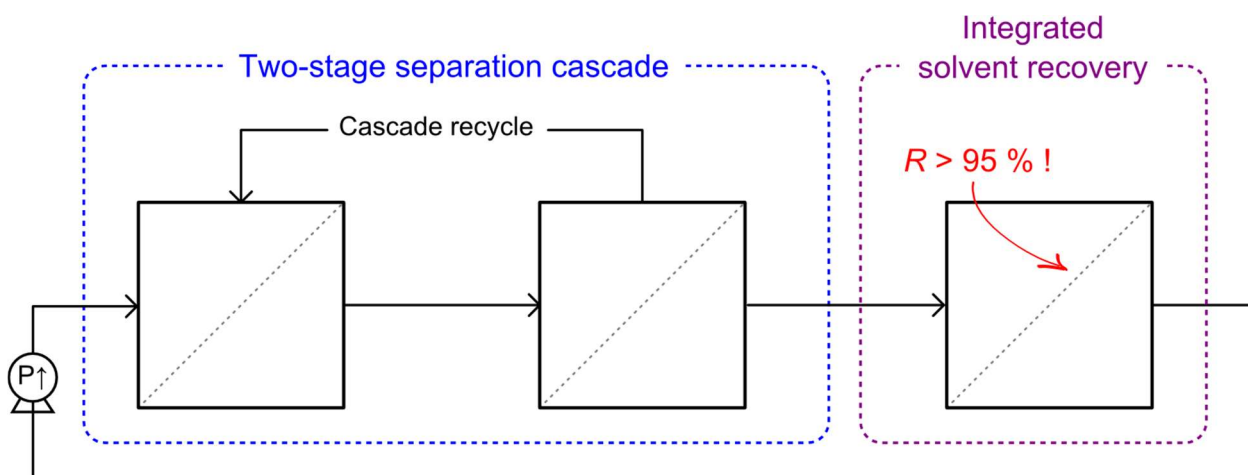 Two-stage separation cascade
Integrated
solvent recovery
Cascade recycle
R > 95 % !
P↑